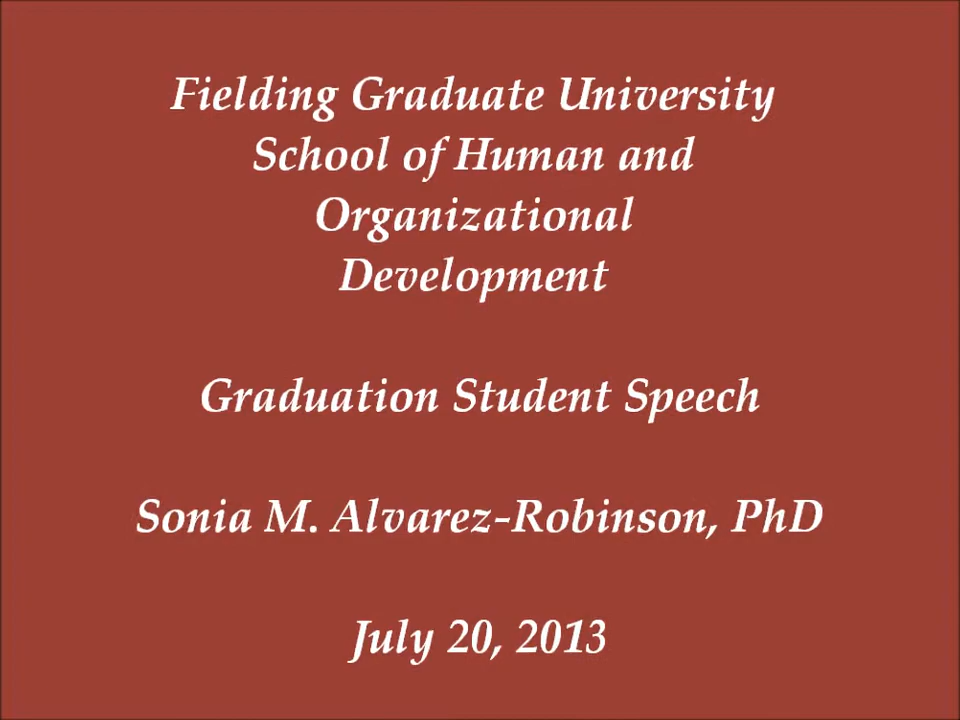 Fielding Graduate University
School of Human and
Organizational
Development
Graduation Student Speech
Sonia M. Alvarez-Robinson, PhD
July 20, 2013